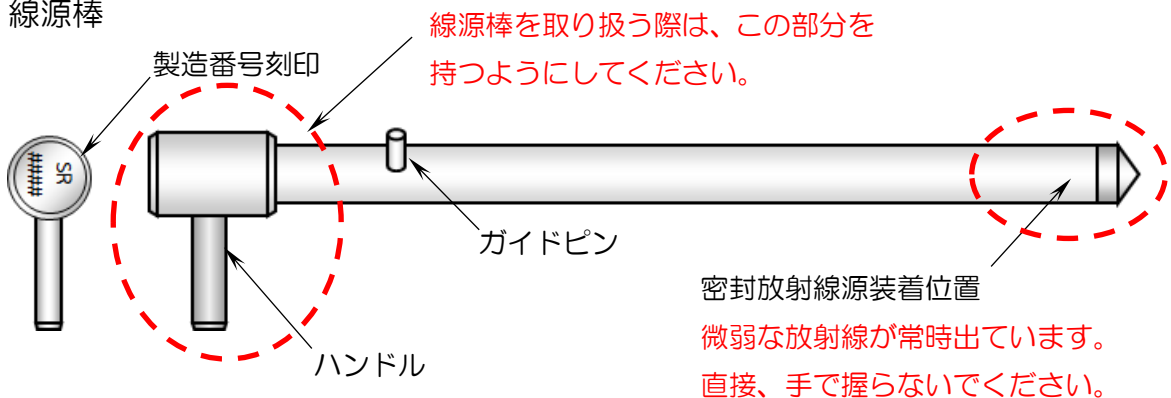 線源棒
線源棒を取り扱う際は、この部分を
持つようにしてください。
製造番号刻印
SR
#####
ガイドピン
ハンドル
密封放射線源装着位置
微弱な放射線が常時出ています。
直接、手で握らないでください。